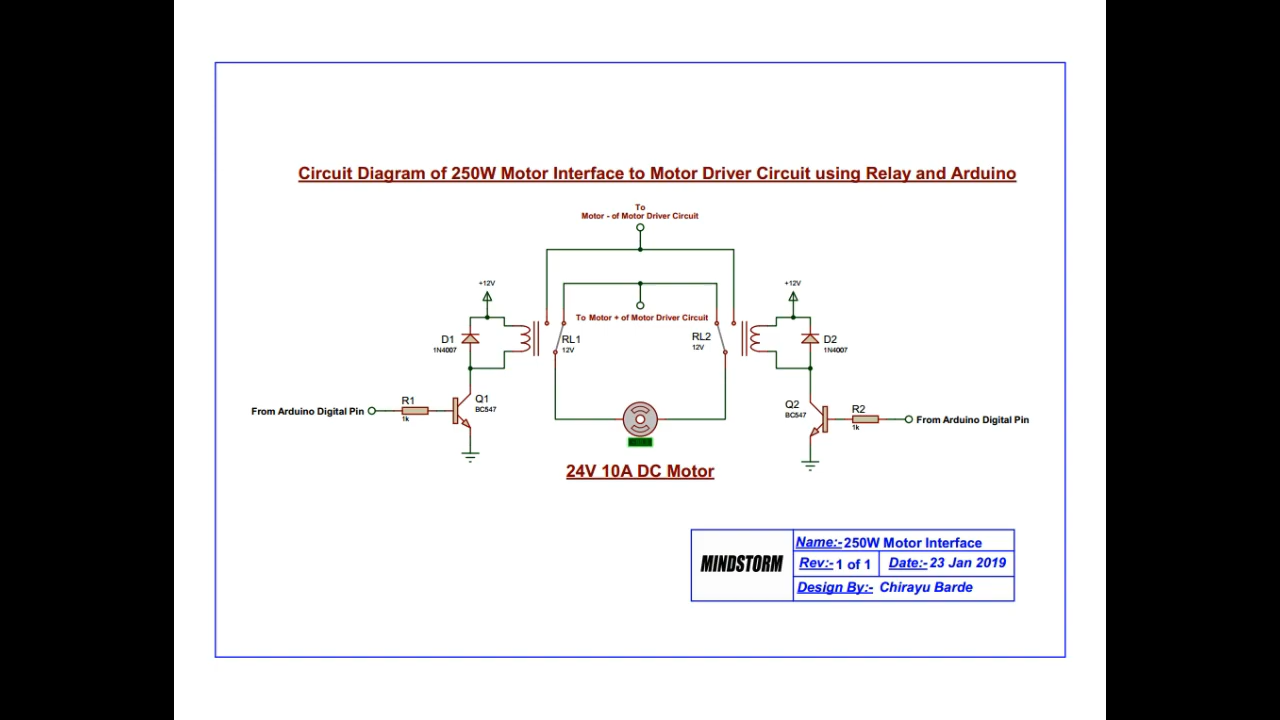 Circuit Diagram of 250W Motor Interface to Motor Driver Circuit using Relay and Arduino
To
Motor - of Motor Driver Circuit
+12V
+12V
To Motor + of Motor Driver Circuit
D1
1N4007
RL1
12V
RL2
12V
D2
1N4007
R1
1k
Q1
BC547
Q2
BC547
R2
1k
From Arduino Digital Pin
From Arduino Digital Pin
24V 10A DC Motor
MINDSTORM
Name:- 250W Motor Interface
Rev:- 1 of 1
Date:- 23 Jan 2019
Design By:- Chirayu Barde